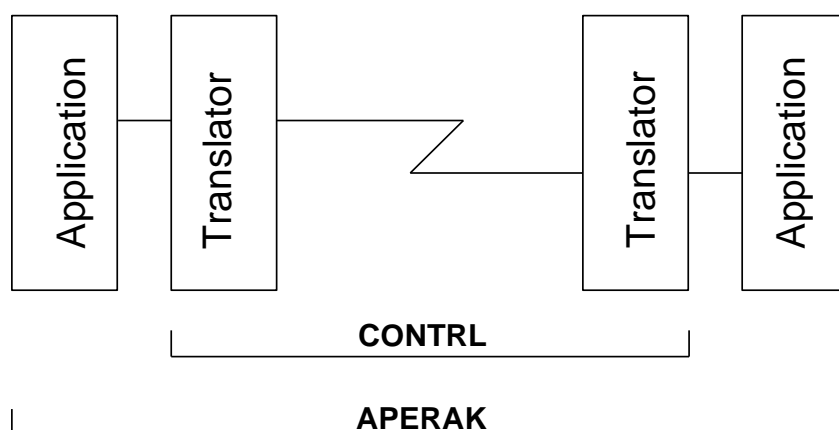 Application
Translator
Translator
Application
CONTRL
APERAK